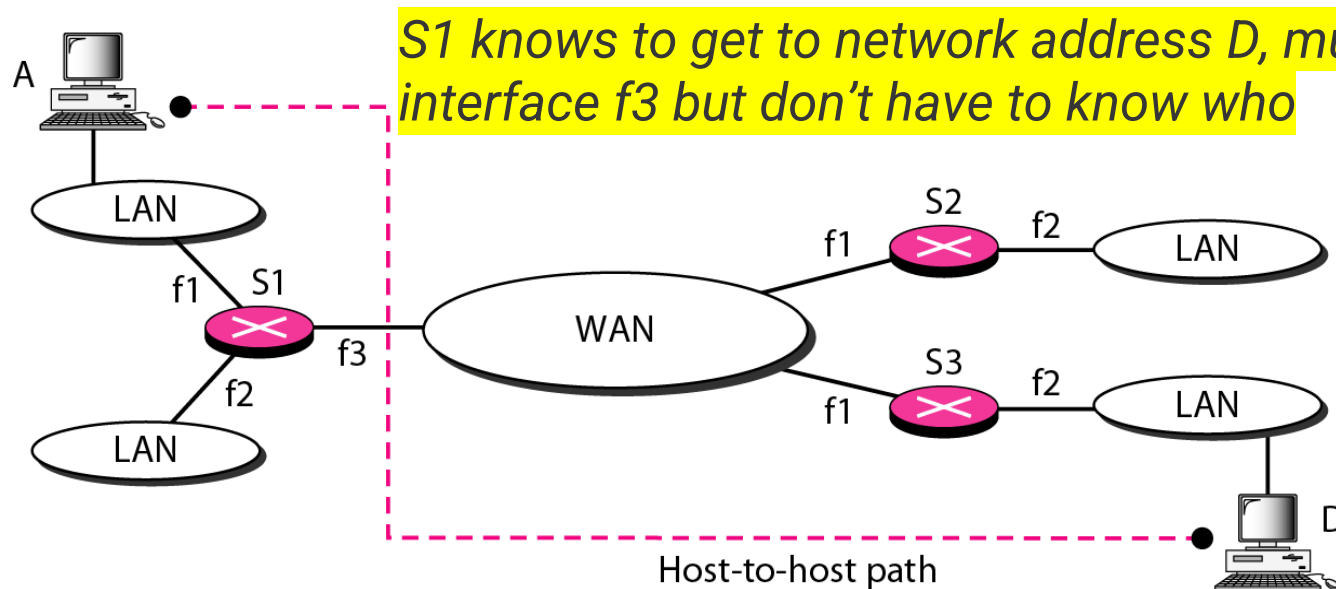 S1 knows to get to network address D,
interface f3 but don’t have to know who
A
LAN
S2
f1
f2
LAN
f1
S1
WAN
f3
S3
f2
f2
LAN
f1
LAN
D
Host-to-host path